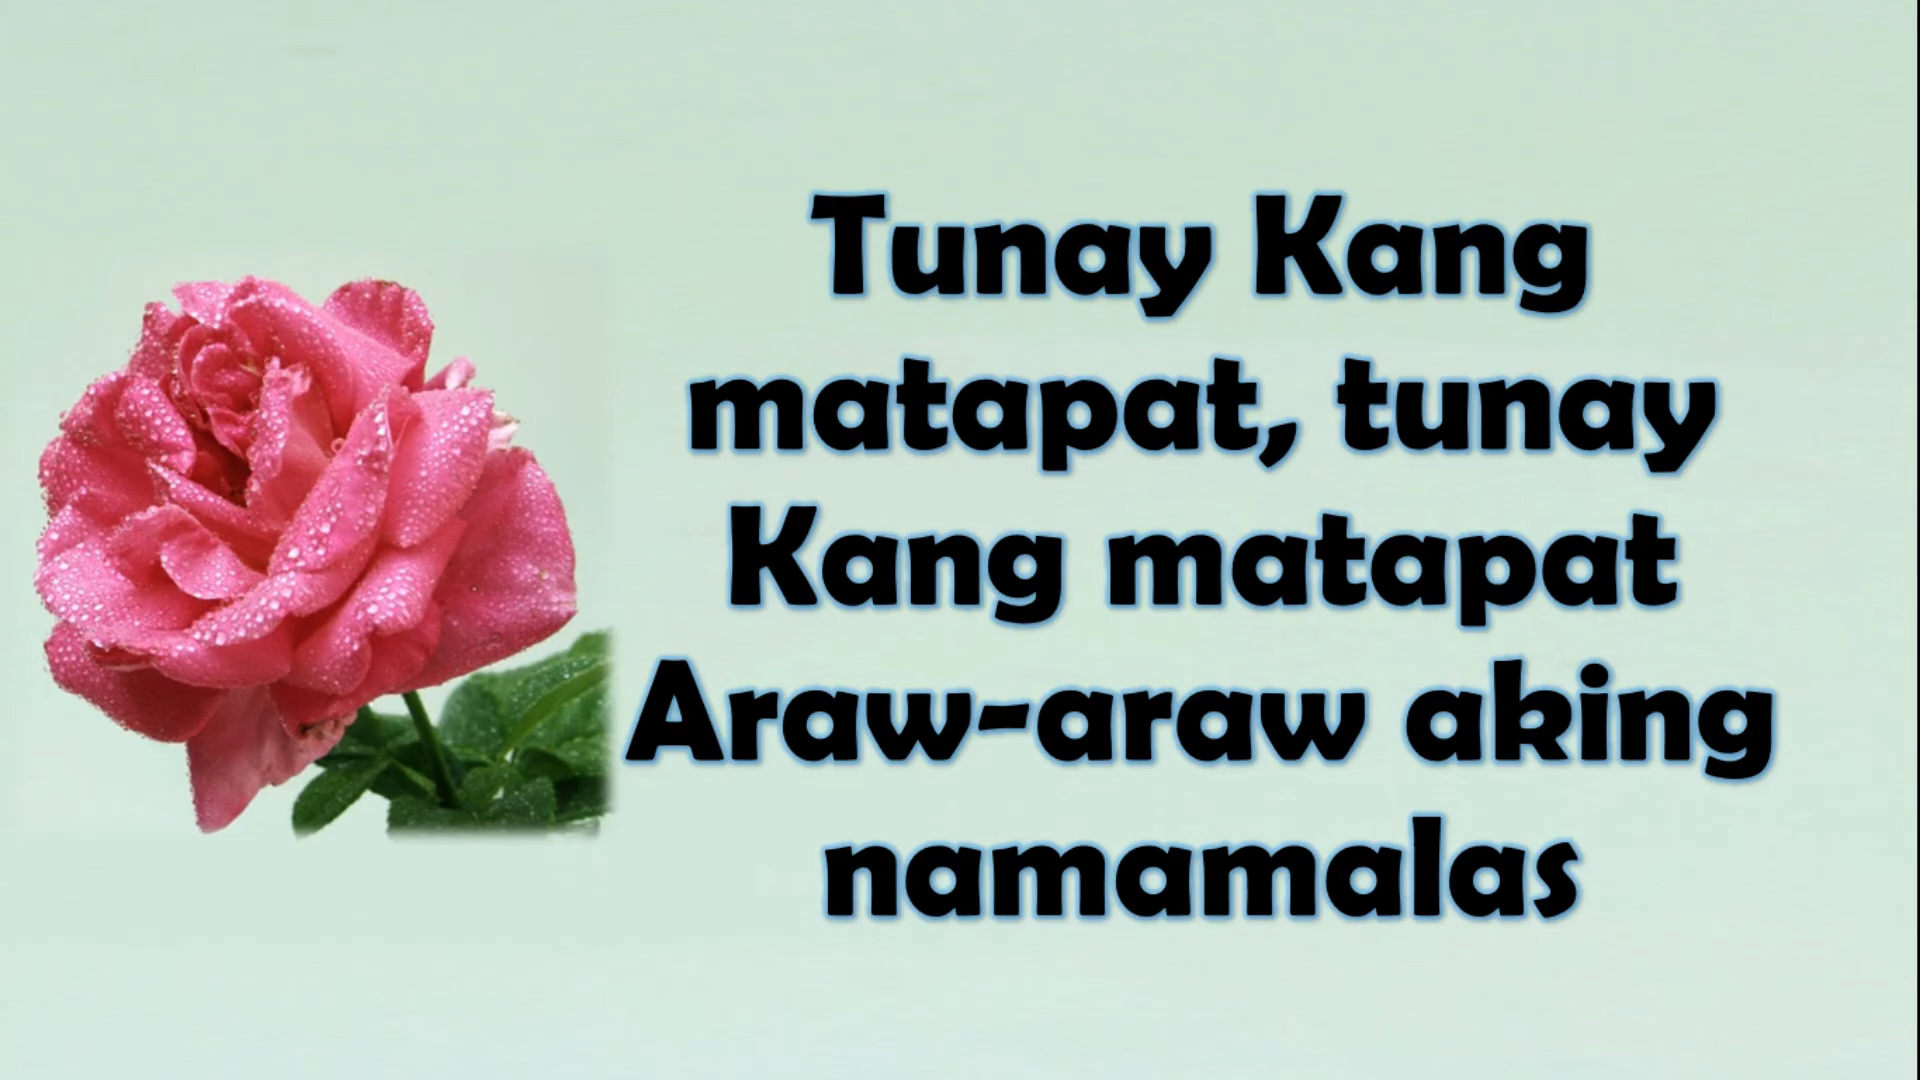 Tunay Kang
matapat, tunay
Kang matapat
Araw-araw aking
namamalas